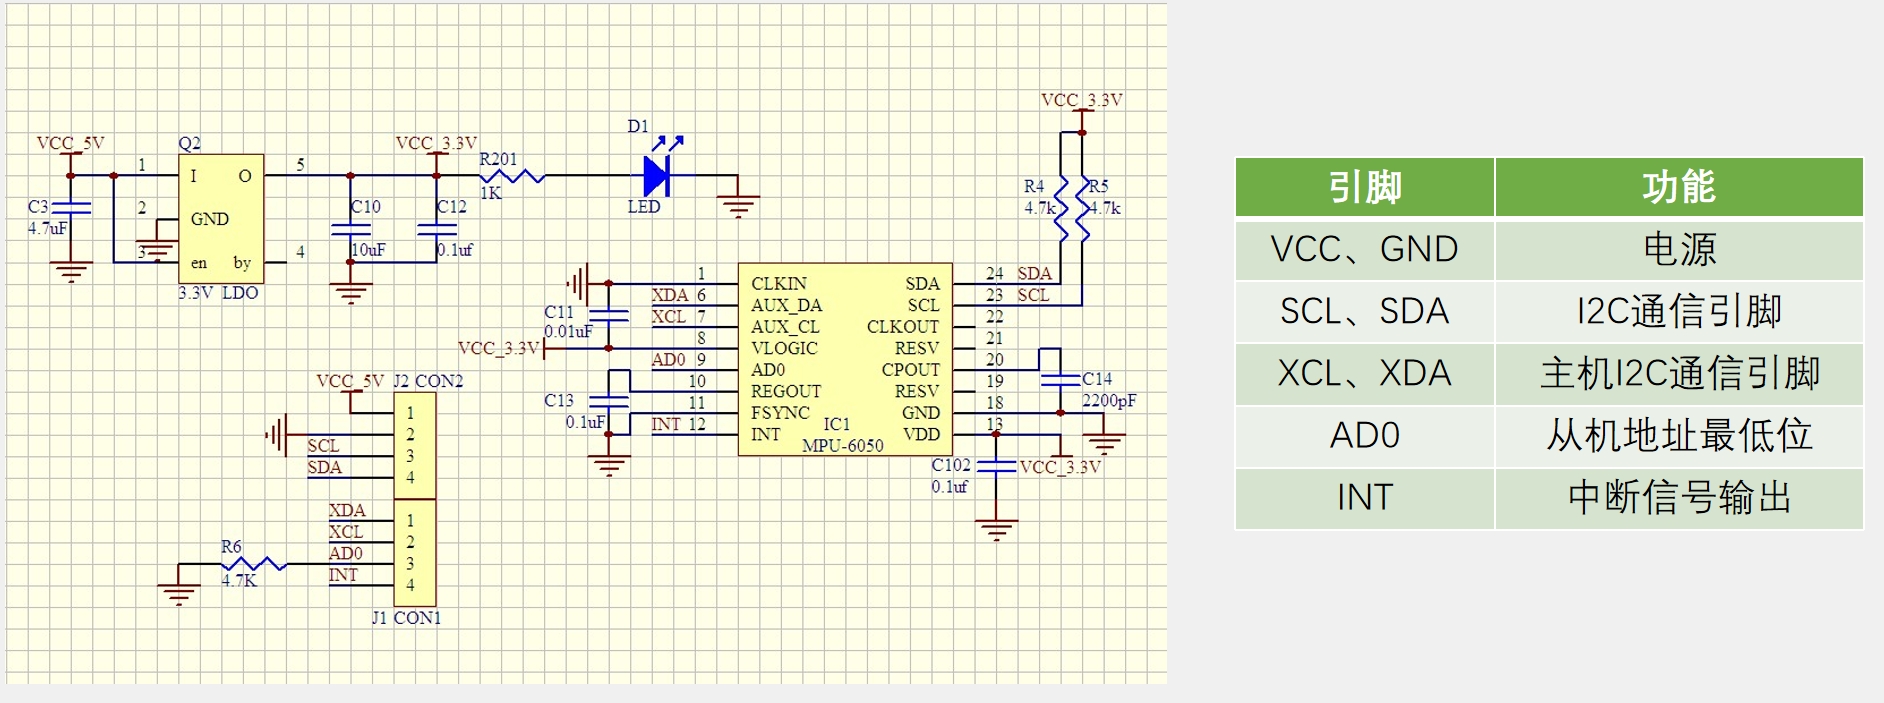 VCC_5V
C3
4.7uF
Q2
1
2
3
I
O
GND
en
by
5
4
3.3V LDO
VCC_3.3V
C10
10uF
C12
0.1uf
R201
1K
D1
LED
VCC_3.3V
R4
4.7k
R5
4.7k
C11
0.01uF
VCC_3.3V
C13
0.1uF
XDA 6
XCL 7
AD0 9
INT 12
1
8
10
11
CLKIN
AUX_DA
AUX_CL
VLOGIC
AD0
REGOUT
FSYNC
INT
SDA
SCL
CLKOUT
RESV
CPOUT
RESV
GND
VDD
IC1
MPU-6050
24 SDA
23 SCL
22
21
20
19
18
13
C14
2200pF
C102
0.1uf
VCC_3.3V
VCC_5V
J2 CON2
1
2
SCL 3
SDA 4
XDA 1
XCL 2
AD0 3
INT 4
R6
4.7K
J1 CON1
引脚 功能
VCC、GND 电源
SCL、SDA I2C通信引脚
XCL、XDA 主机I2C通信引脚
AD0 从机地址最低位
INT 中断信号输出